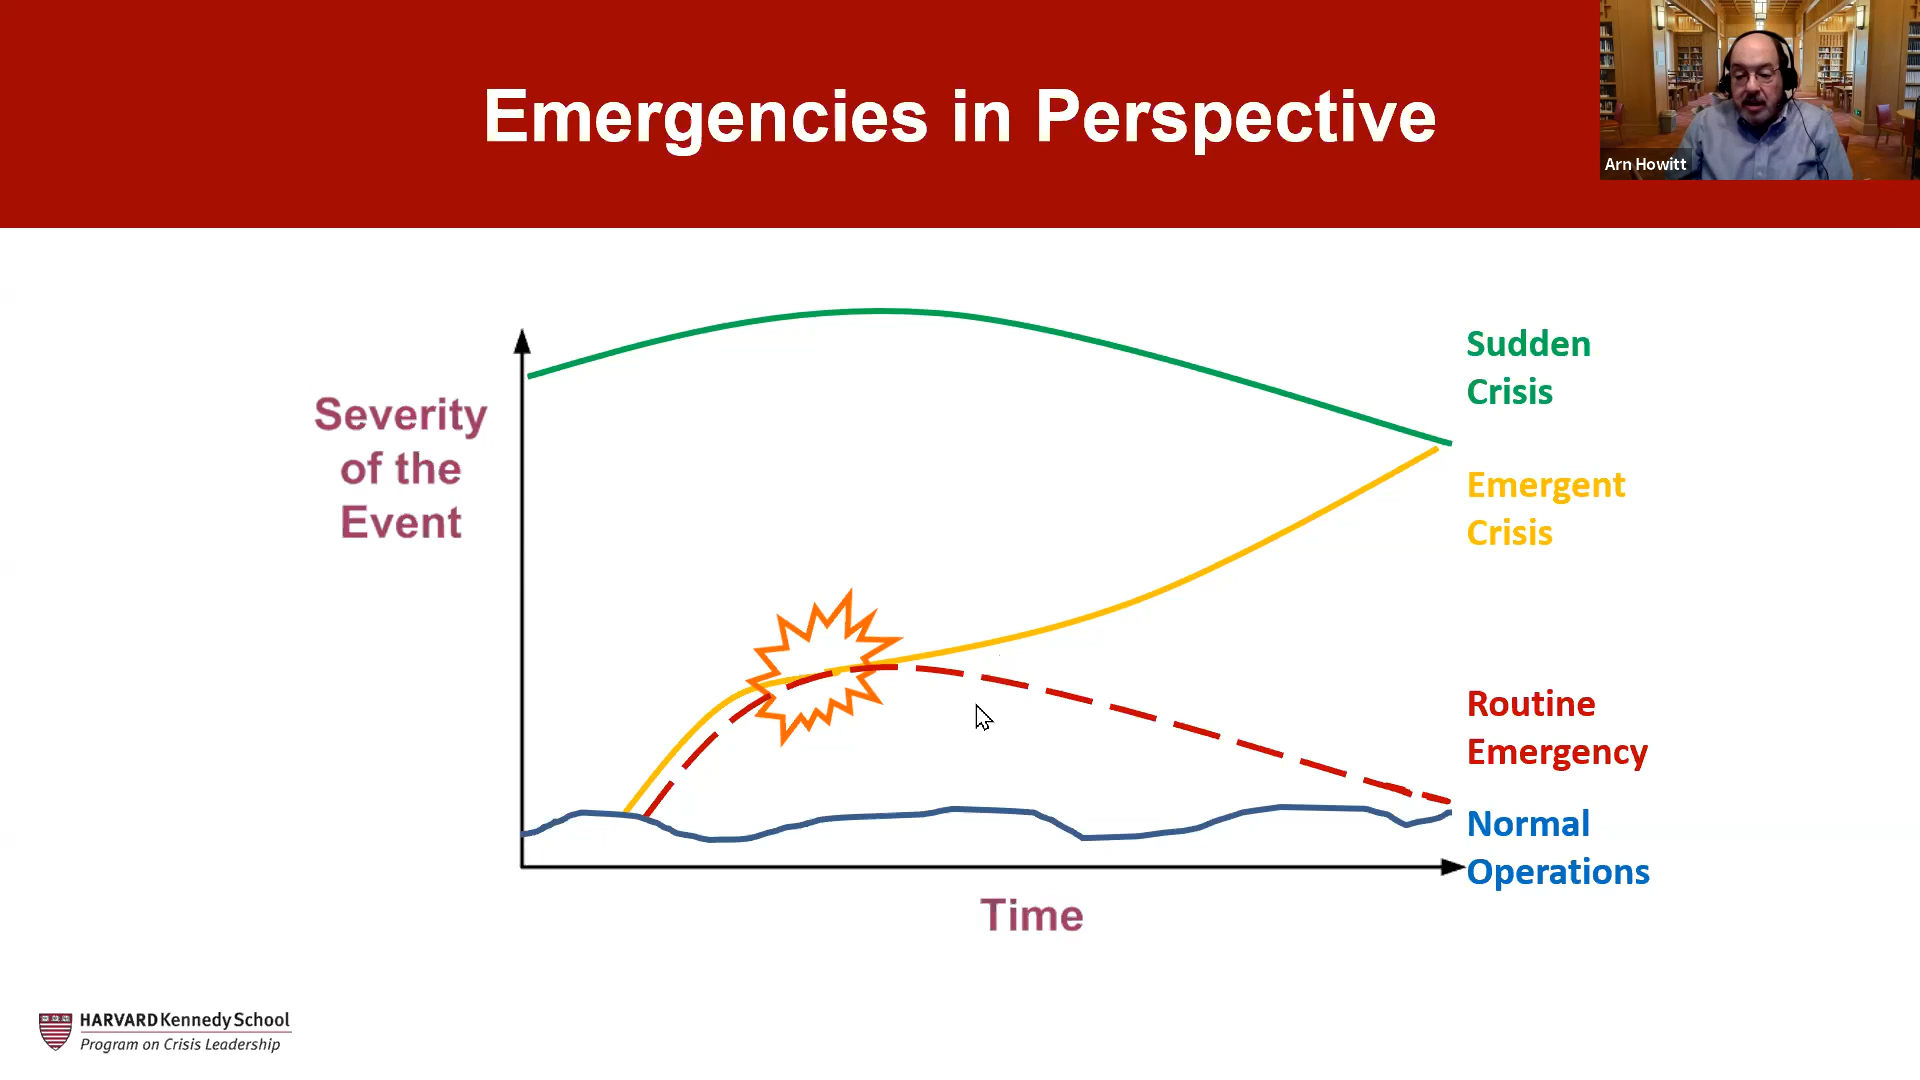 Emergencies in Perspective
Arn Howitt
Severity
of the
Event
Sudden
Crisis
Emergent
Crisis
Routine
Emergency
Normal
Operations
Time
HARVARD Kennedy School
Program on Crisis Leadership